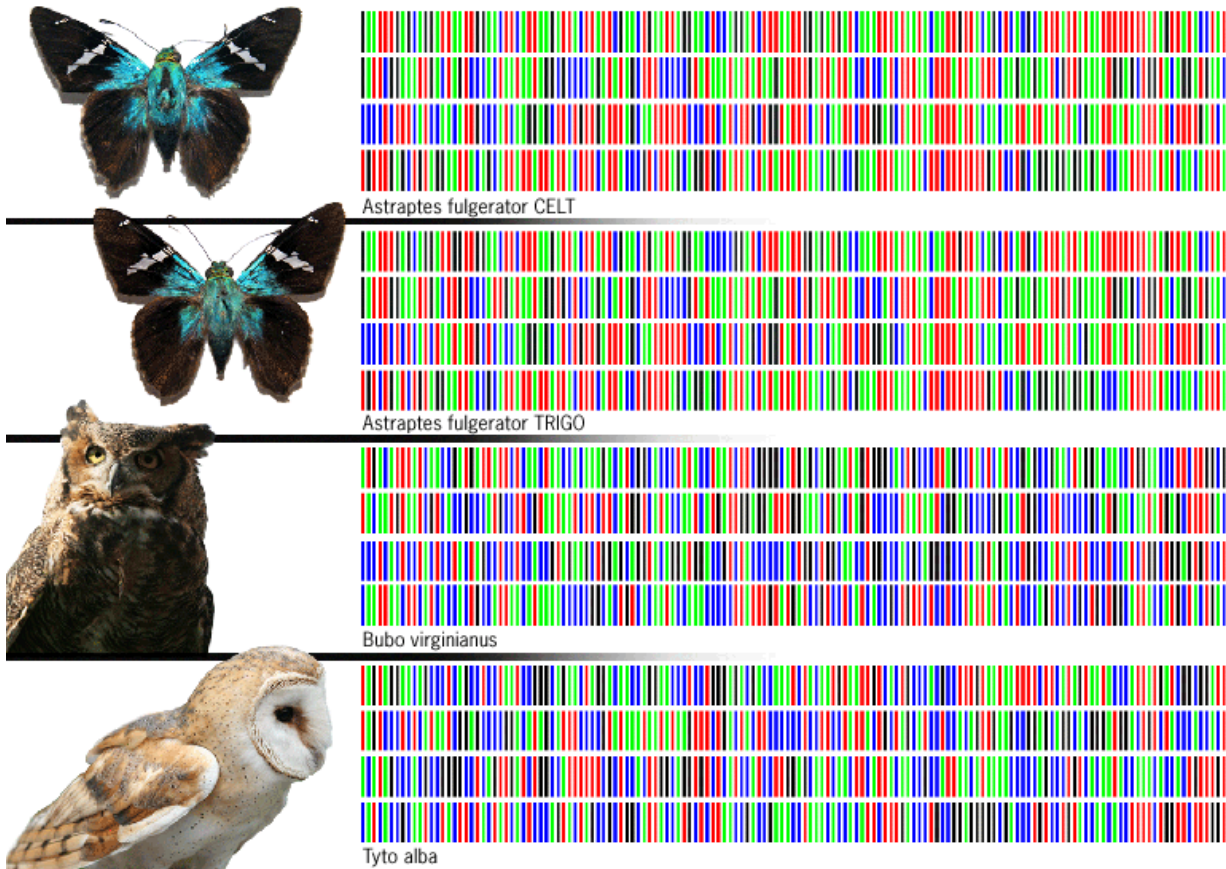 Astraptes fulgerator CELT
Astraptes fulgerator TRIGO
Bubo virginianus
Tyto alba